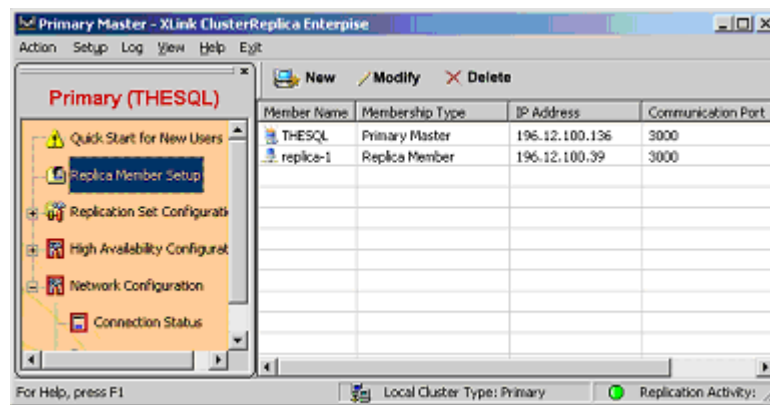 Primary Master - XLink ClusterReplica Enterpise
Action Setup Log View Help Exit
Primary (THESQL)
Quick Start for New Users
Replica Member Setup
Replication Set Configurati
High Availability Configurat
Network Configuration
Connection Status
New Modify Delete
Member Name Membership Type IP Address Communication Port
THESQL Primary Master 196.12.100.136 3000
replica-1 Replica Member 196.12.100.39 3000
For Help, press F1 Local Cluster Type: Primary Replication Activity: